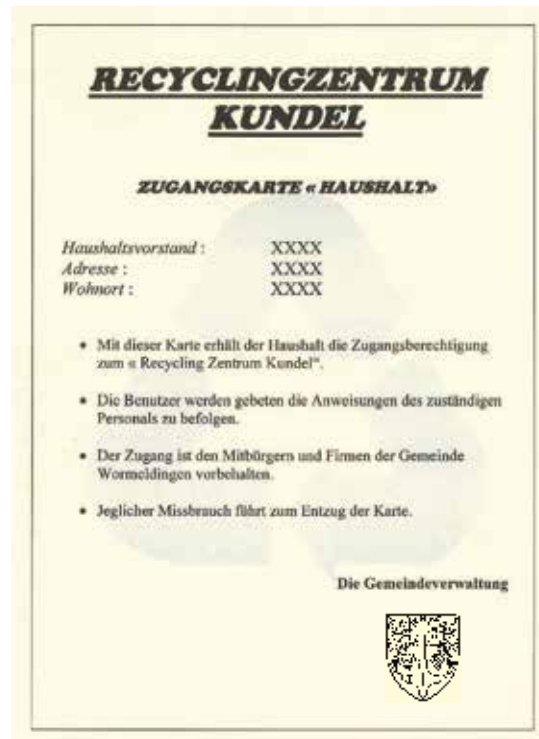 RECYCLINGZENTRUM
KUNDEL
ZUGANGSKARTE « HAUSHALT»
Haushaltsvorstand : XXXX
Adresse : XXXX
Wohnort : XXXX
• Mit dieser Karte erhält der Haushalt die Zugangsberechtigung
zum « Recycling Zentrum Kundel“.
• Die Benutzer werden gebeten die Anweisungen des zuständigen
Personals zu befolgen.
• Der Zugang ist den Mitbürgern und Firmen der Gemeinde
Wormeldingen vorbehalten.
• Jeglicher Missbrauch führt zum Entzug der Karte.
Die Gemeindeverwaltung